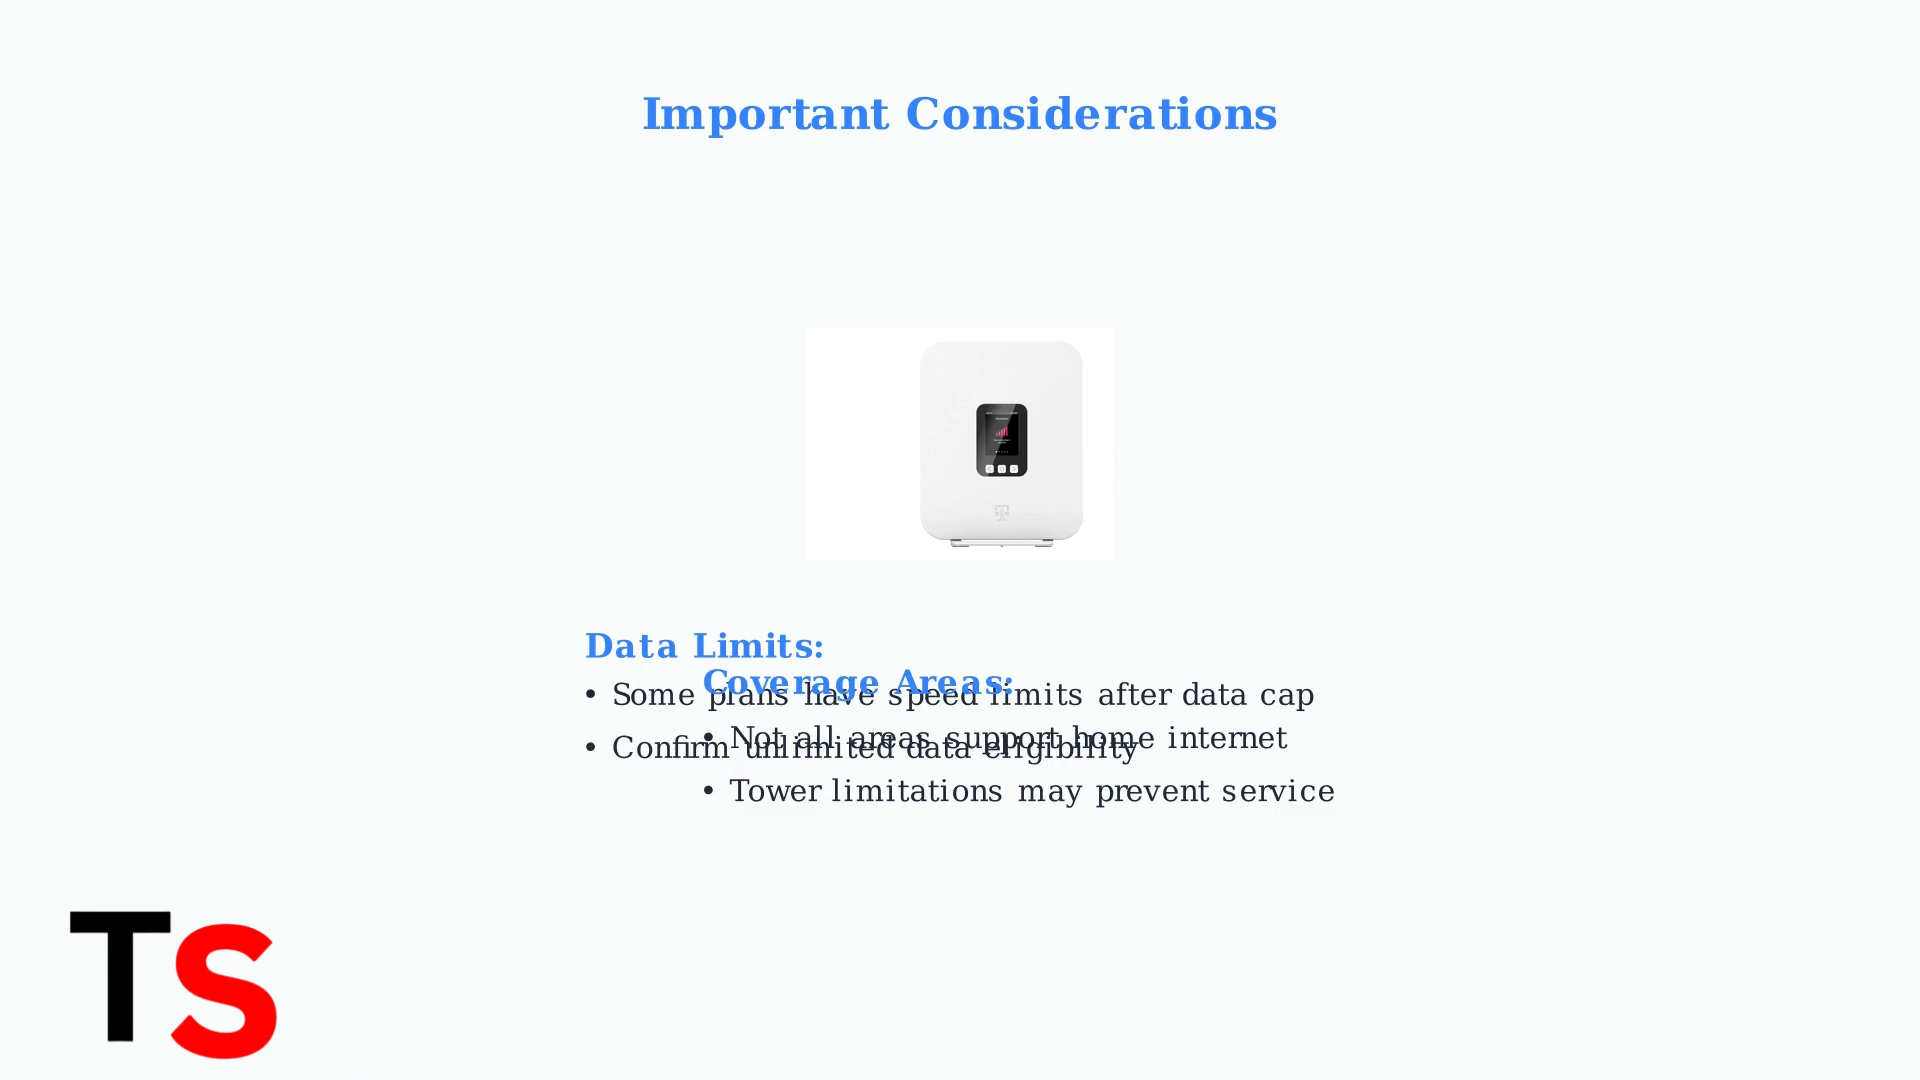 Important Considerations
Data Limits:
Coverage Areas:
• Some plans have speed limits after data cap
• Not all areas support home internet
• Confirm unlimited data eligibility
• Tower limitations may prevent service
TS